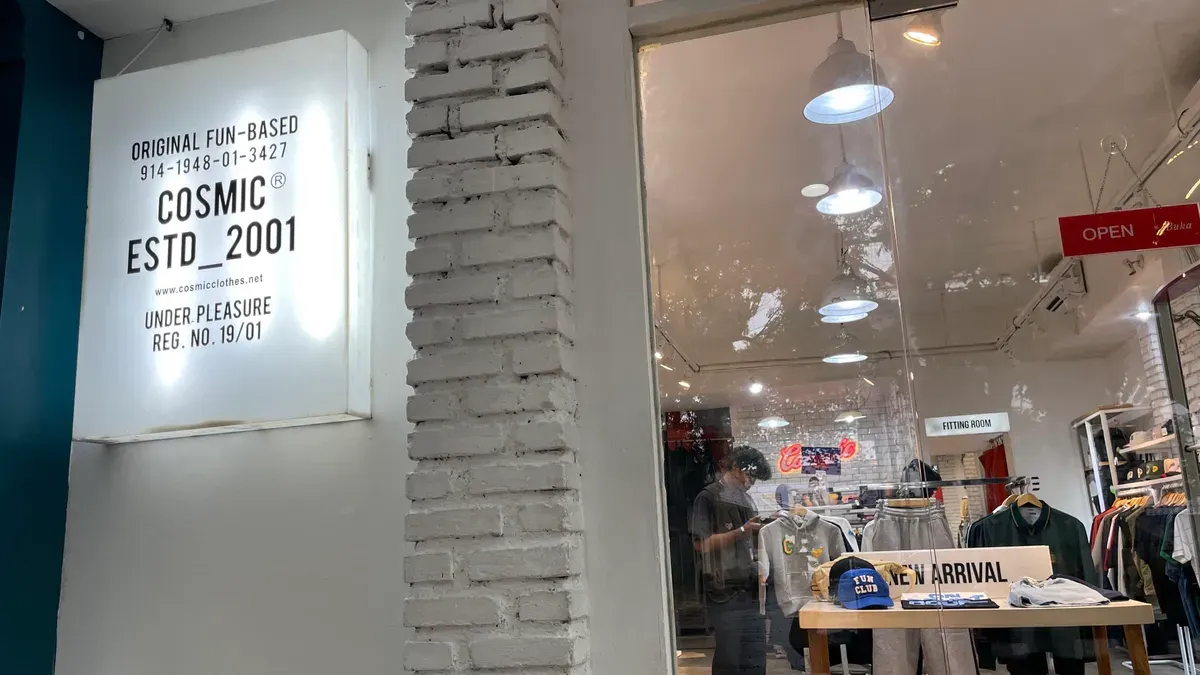 ORIGINAL FUN-BASED
914-1948-01-3427
COSMIC®
ESTD_2001
www.cosmicclothes.net
UNDER PLEASURE
REG. NO. 19/01
OPEN Buka
FITTING ROOM
NEW ARRIVAL
FUN
CLUB